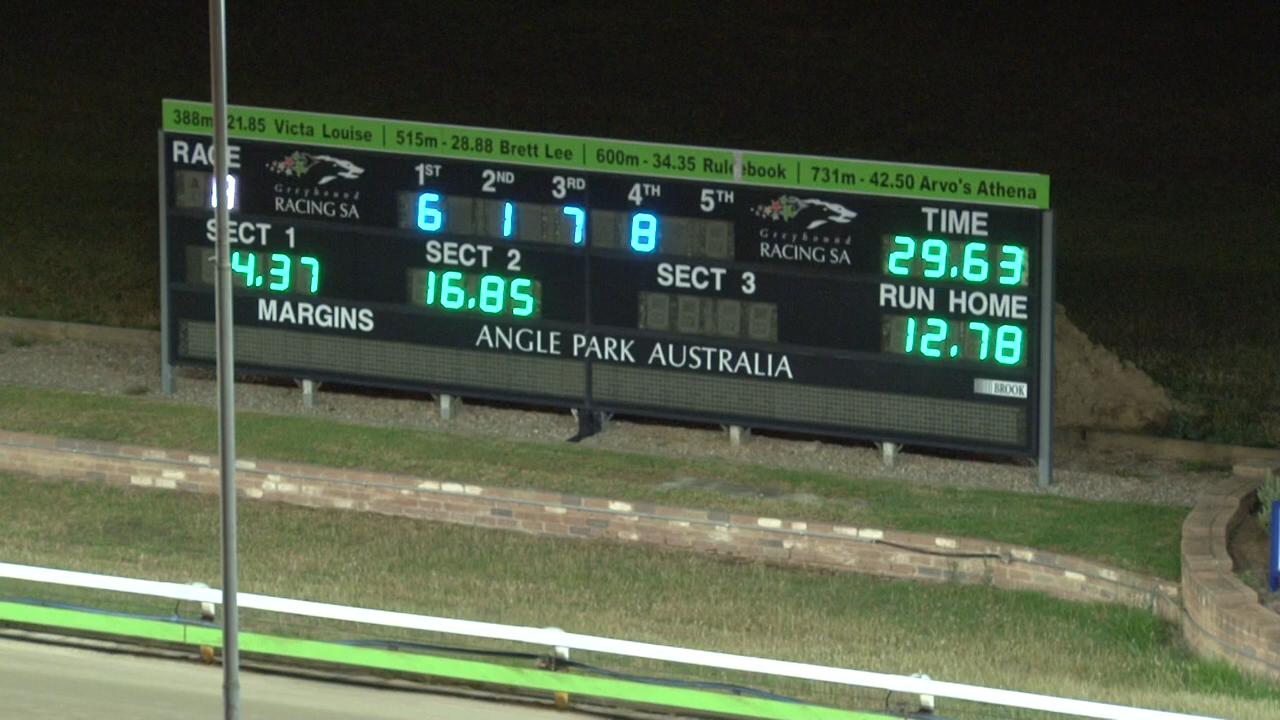 388m 21.85 Victa Louise | 515m - 28.88 Brett Lee | 600m - 34.35 Rulebook | 731m - 42.50 Arvo's Athena
RACE
Greyhound
RACING SA
1ST 2ND 3RD 4TH 5TH
6 1 7 8
Greyhound
RACING SA
TIME
29.63
SECT 1 SECT 2 SECT 3
4.37 16.85
RUN HOME
12.78
MARGINS
ANGLE PARK AUSTRALIA
BROOK